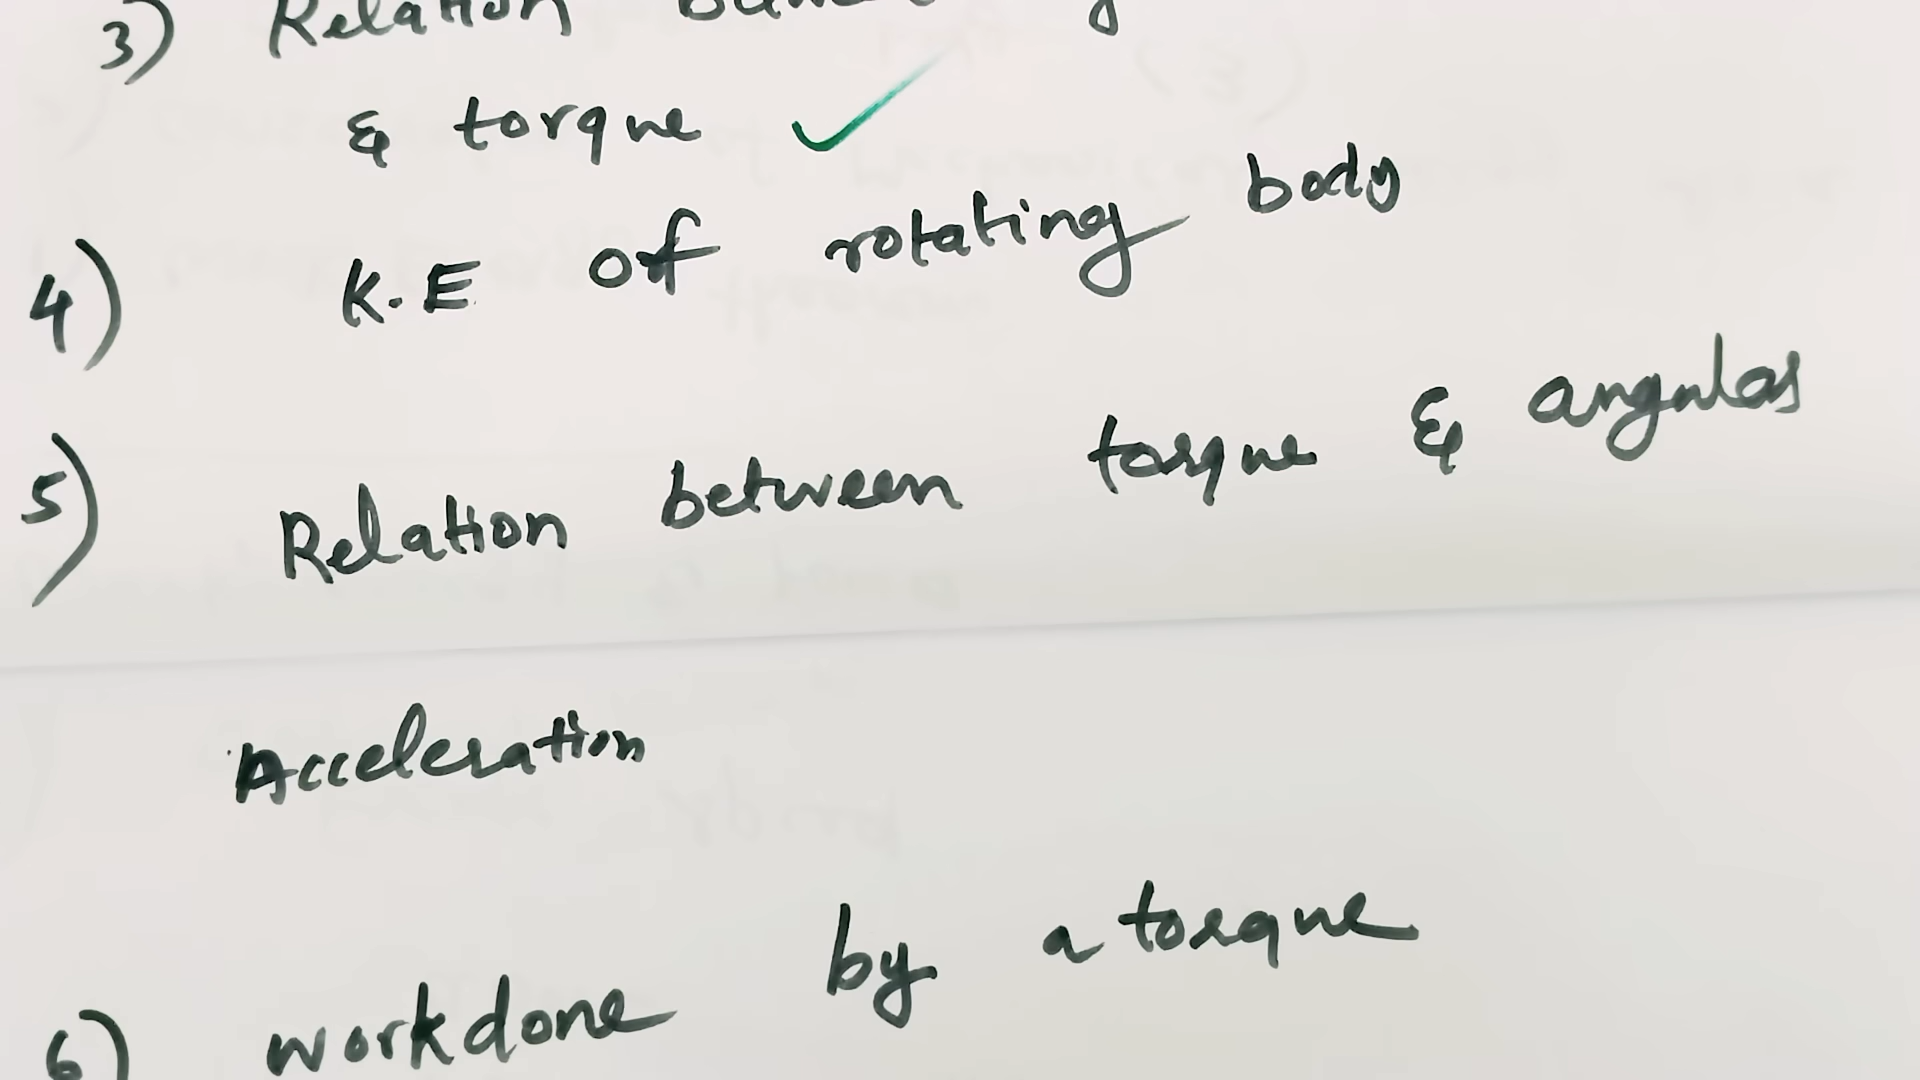 3) Relation
& torque
4) K.E of rotating body
5) Relation between torque & angular
Acceleration
6) workdone by a torque